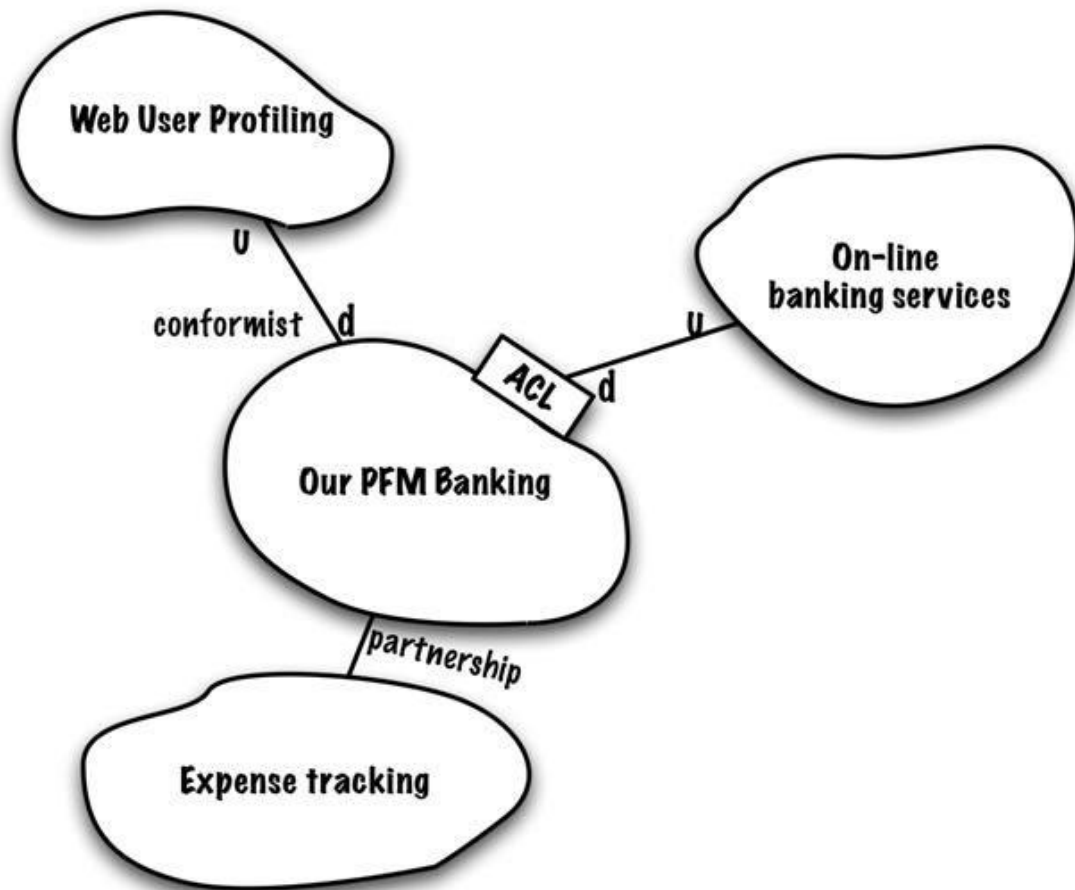 Web User Profiling
U
conformist
d
On-line
banking services
U
d
ACL
Our PFM Banking
partnership
Expense tracking